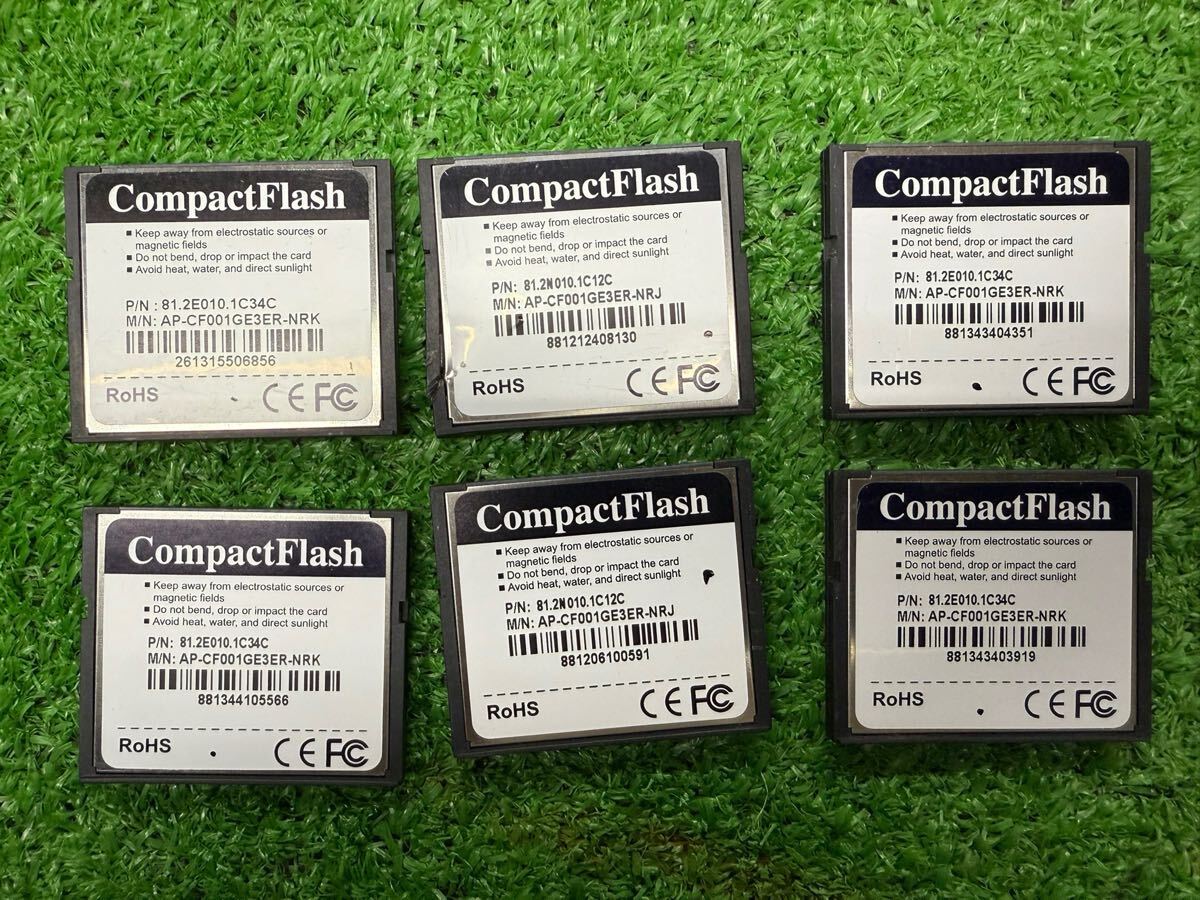 CompactFlash
■ Keep away from electrostatic sources or
magnetic fields
■ Do not bend, drop or impact the card
■ Avoid heat, water, and direct sunlight
P/N : 81.2E010.1C34C
M/N: AP-CF001GE3ER-NRK
261315506856
RoHS CE FC
CompactFlash
■ Keep away from electrostatic sources or
magnetic fields
■ Do not bend, drop or impact the card
■ Avoid heat, water, and direct sunlight
P/N: 81.2N010.1C12C
M/N: AP-CF001GE3ER-NRJ
881212408130
RoHS CE FC
CompactFlash
■ Keep away from electrostatic sources or
magnetic fields
■ Do not bend, drop or impact the card
■ Avoid heat, water, and direct sunlight
P/N: 81.2E010.1C34C
M/N: AP-CF001GE3ER-NRK
881343404351
RoHS CE FC
CompactFlash
■ Keep away from electrostatic sources or
magnetic fields
■ Do not bend, drop or impact the card
■ Avoid heat, water, and direct sunlight
P/N: 81.2E010.1C34C
M/N: AP-CF001GE3ER-NRK
881344105566
RoHS CE FC
CompactFlash
■ Keep away from electrostatic sources or
magnetic fields
■ Do not bend, drop or impact the card
■ Avoid heat, water, and direct sunlight
P/N: 81.2N010.1C12C
M/N: AP-CF001GE3ER-NRJ
881206100591
RoHS CE FC
CompactFlash
■ Keep away from electrostatic sources or
magnetic fields
■ Do not bend, drop or impact the card
■ Avoid heat, water, and direct sunlight
P/N: 81.2E010.1C34C
M/N: AP-CF001GE3ER-NRK
881343403919
RoHS CE FC